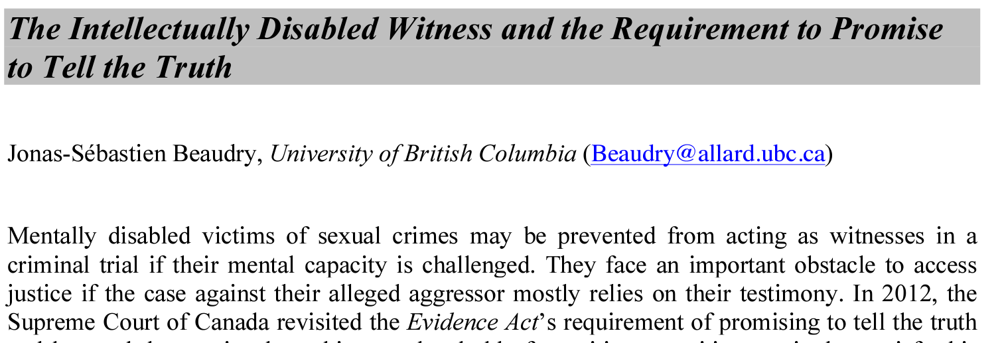 The Intellectually Disabled Witness and the Requirement to Promise
to Tell the Truth
Jonas-Sébastien Beaudry, University of British Columbia (Beaudry@allard.ubc.ca)
Mentally disabled victims of sexual crimes may be prevented from acting as witnesses in a
criminal trial if their mental capacity is challenged. They face an important obstacle to access
justice if the case against their alleged aggressor mostly relies on their testimony. In 2012, the
Supreme Court of Canada revisited the Evidence Act’s requirement of promising to tell the truth